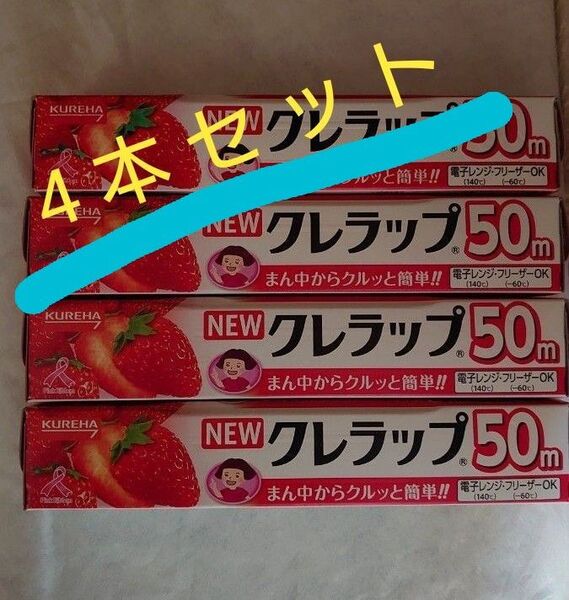 4本セット
KUREHA
NEW クレラップ 50m
クルッと簡単!!
電子レンジ・フリーザーOK
(140℃) (-60℃)
KUREHA
NEW クレラップ® 50m
まん中からクルッと簡単!!
電子レンジ・フリーザーOK
(140℃) (-60℃)
KUREHA
NEW クレラップ® 50m
まん中からクルッと簡単!!
電子レンジ・フリーザーOK
(140℃) (-60℃)
Pink Ribbon
KUREHA
NEW クレラップ® 50m
まん中からクルッと簡単!!
電子レンジ・フリーザーOK
(140℃) (-60℃)
Pink Ribbon